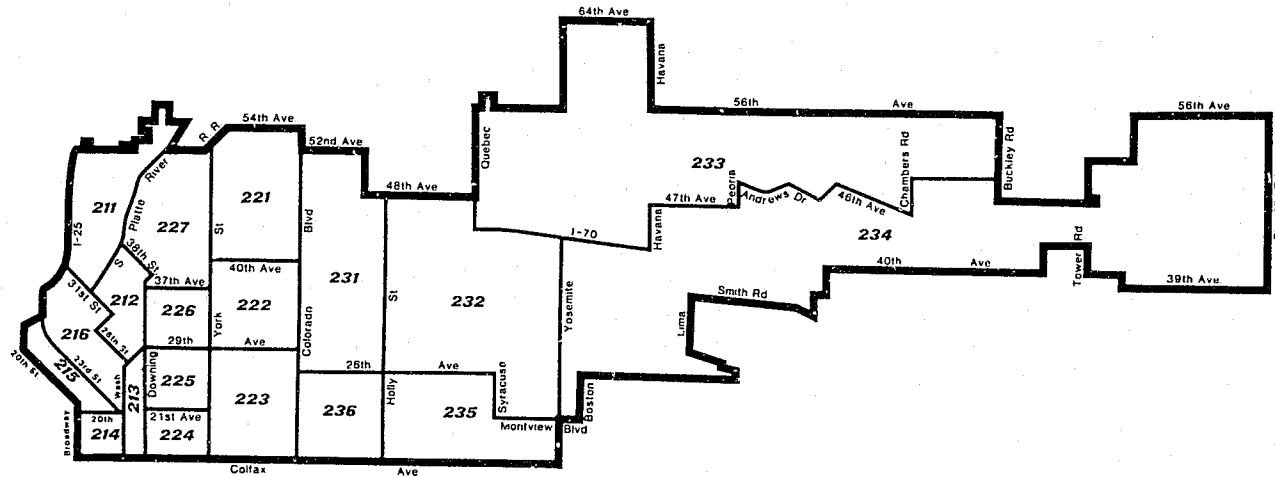 64th Ave
Havana
56th Ave
56th Ave
54th Ave
R R
52nd Ave
Quebec
River
48th Ave
233
Chambers Rd
Buckley Rd
221
Peoria
Andrews Dr.
46th Ave
47th Ave
211
Platte
227
St
Blvd
I-70
Havana
234
I-25
S
38th St
231
St
232
Yosemite
40th Ave
40th Ave
Tower Rd
31st St
212
37th Ave
39th Ave.
Smith Rd
226
222
York
Colorado
Lima
216
26th St
29th Ave
20th St
215
23rd St
Wash
213
Downing
225
26th Ave
223
236
Holly
235
Syracuse
Boston
Broadway
20th
214
21st Ave
224
Montview Blvd
Colfax Ave